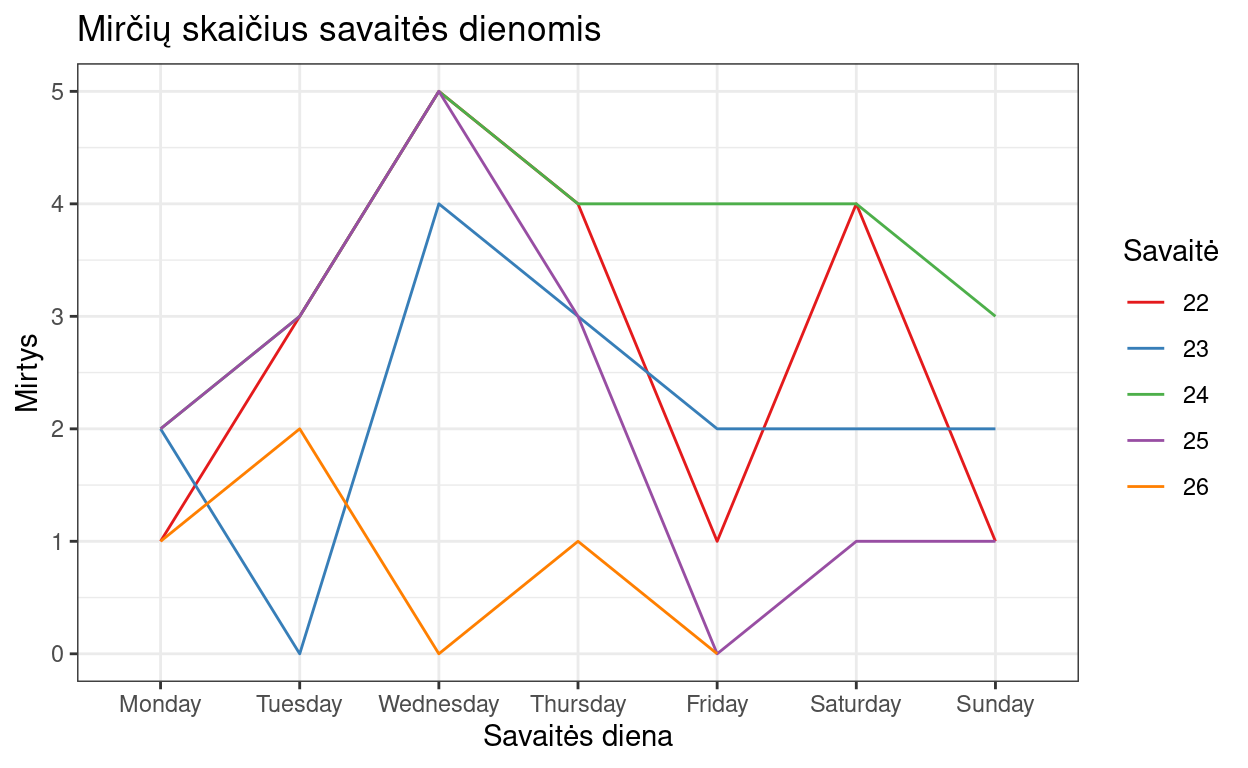 Mirčių skaičius savaitės dienomis
5
4
3
2
1
0
Mirtys
Monday Tuesday Wednesday Thursday Friday Saturday Sunday
Savaitės diena
Savaitė
22
23
24
25
26